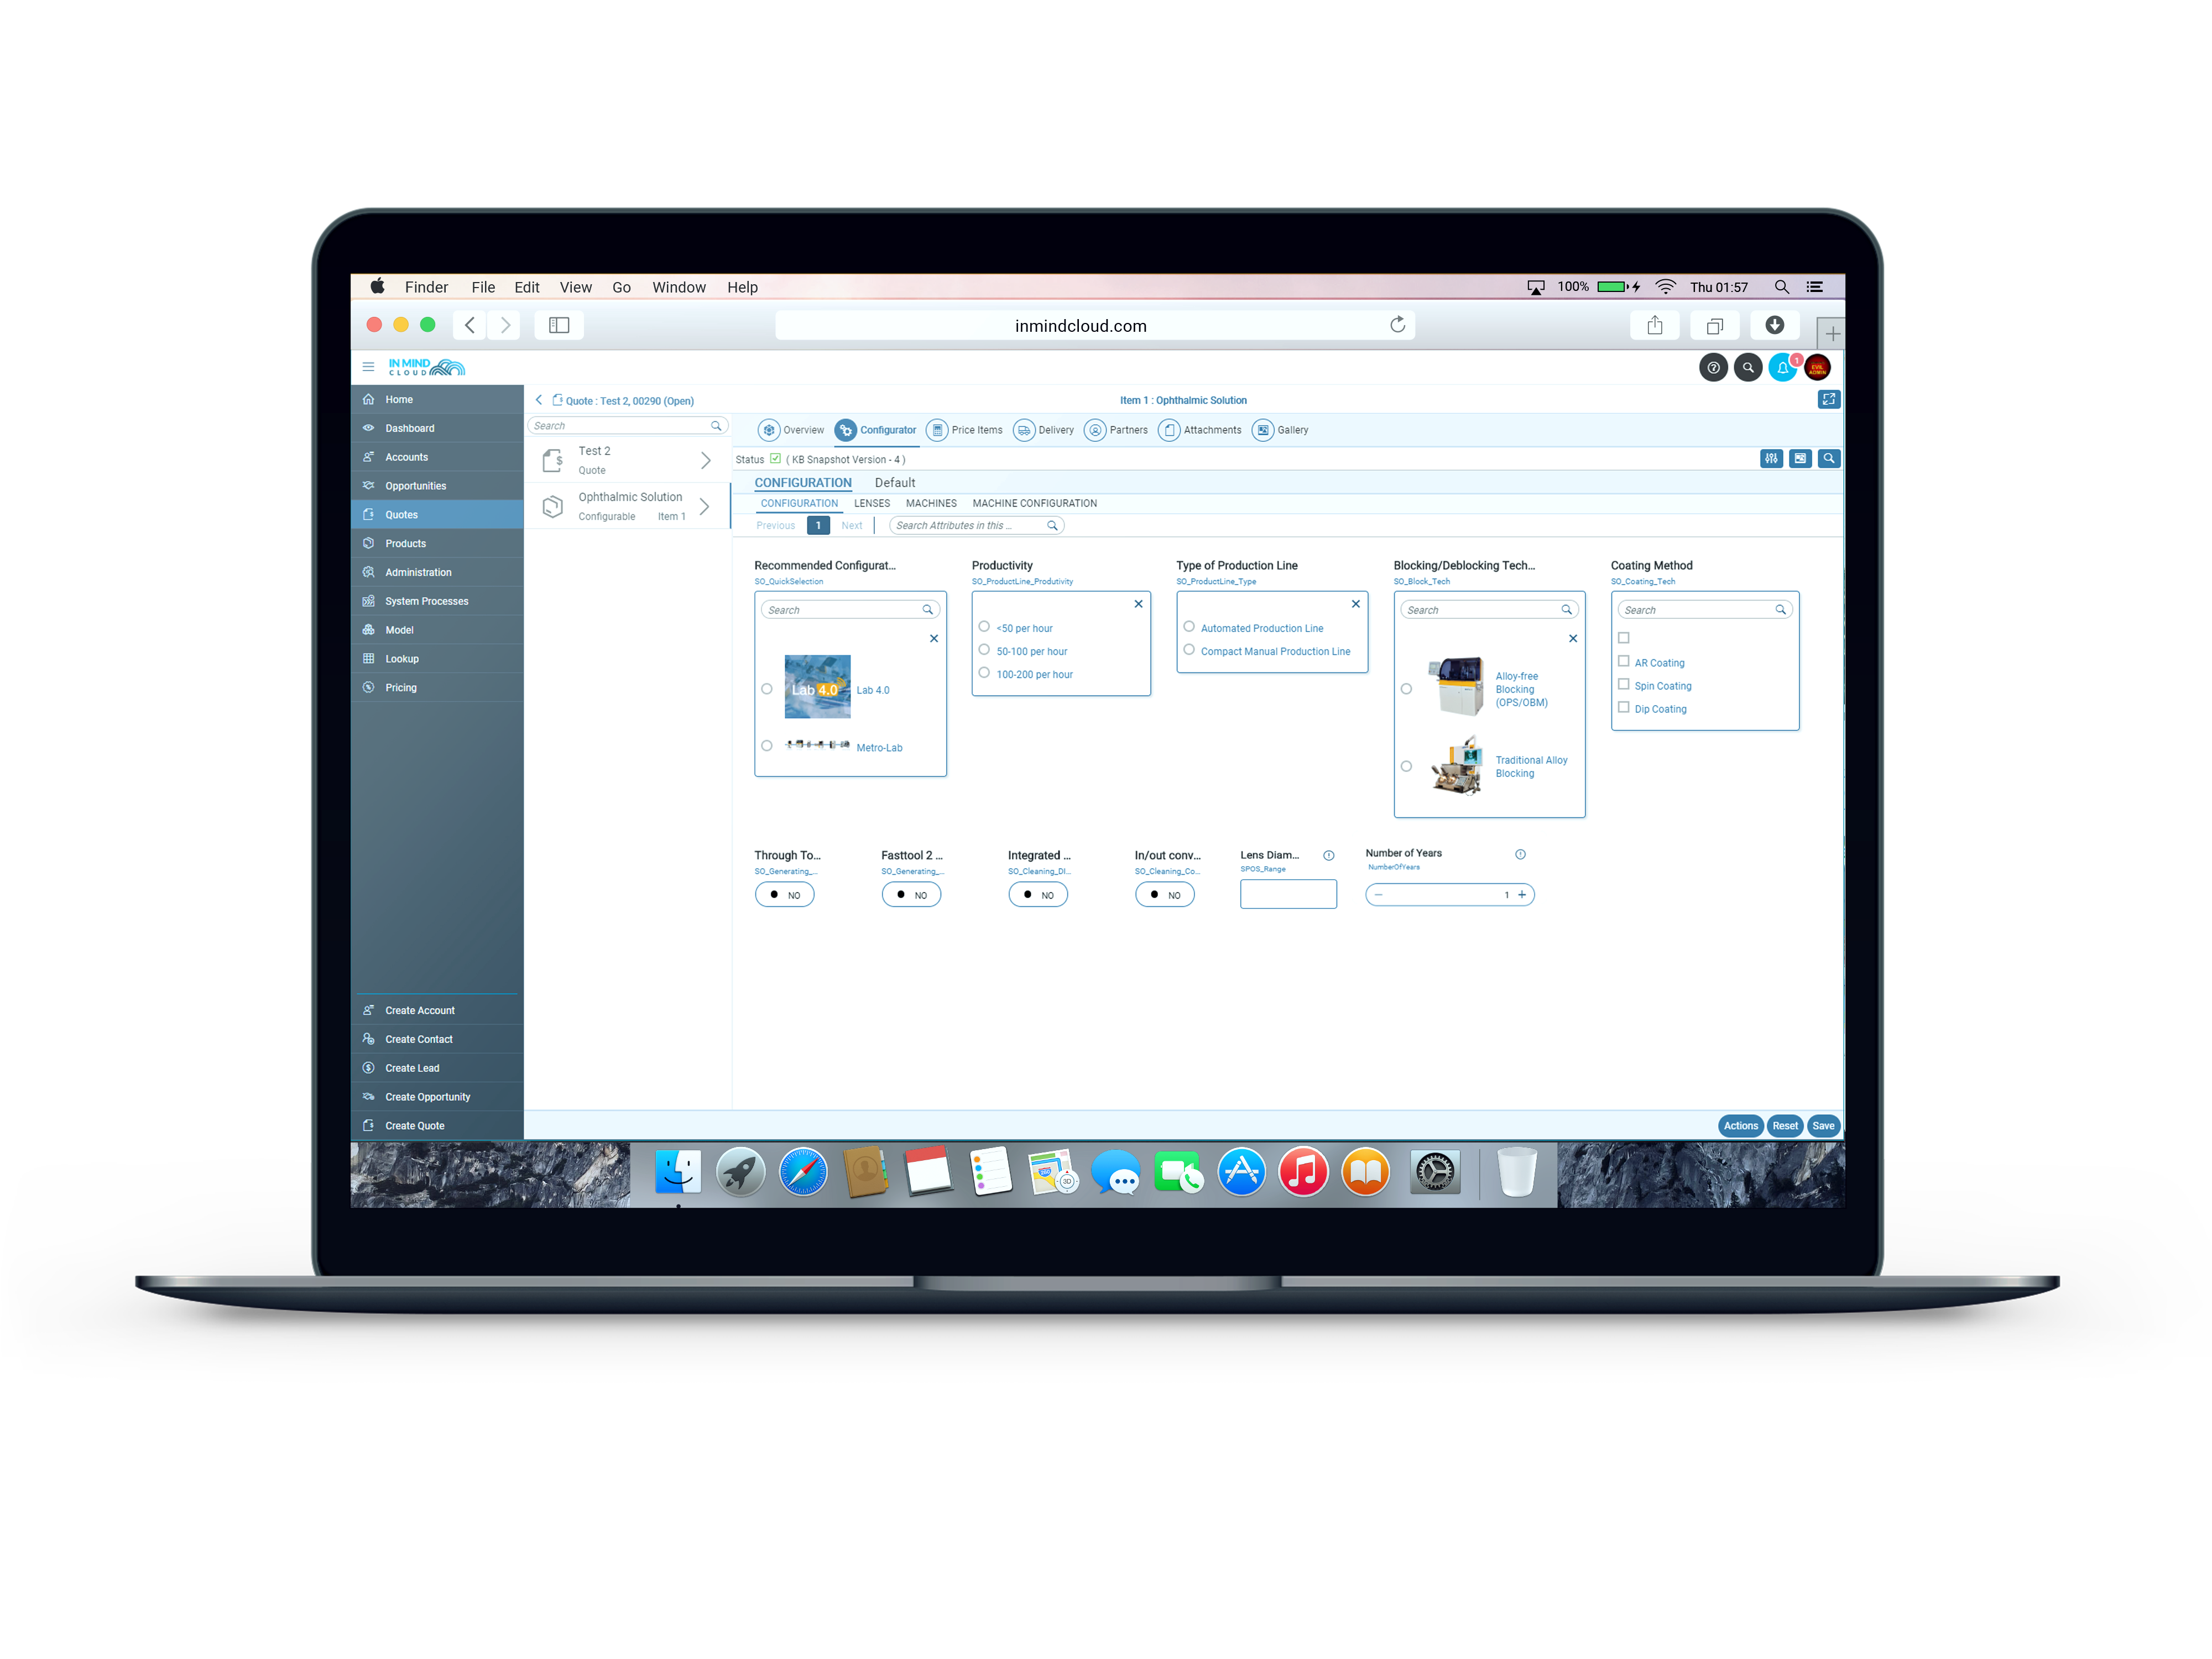 Finder File Edit View Go Window Help
100% Thu 01:57
inmindcloud.com
IN MIND
CLOUD
1
EVIL
ADMIN
Home
Dashboard
Accounts
Opportunities
Quotes
Products
Administration
System Processes
Model
Lookup
Pricing
Create Account
Create Contact
Create Lead
Create Opportunity
Create Quote
Quote : Test 2, 00290 (Open)
Item 1 : Ophthalmic Solution
Search
Test 2
Quote
Ophthalmic Solution
Configurable Item 1
Overview Configurator Price Items Delivery Partners Attachments Gallery
Status ( KB Snapshot Version - 4 )
CONFIGURATION Default
CONFIGURATION LENSES MACHINES MACHINE CONFIGURATION
Previous 1 Next Search Attributes in this ...
Recommended Configurat...
SO_QuickSelection
Search
Lab 4.0
Lab 4.0
Metro-Lab
Productivity
SO_ProductLine_Produtivity
<50 per hour
50-100 per hour
100-200 per hour
Type of Production Line
SO_ProductLine_Type
Automated Production Line
Compact Manual Production Line
Blocking/Deblocking Tech...
SO_Block_Tech
Search
Alloy-free
Blocking
(OPS/OBM)
Traditional Alloy
Blocking
Coating Method
SO_Coating_Tech
Search
AR Coating
Spin Coating
Dip Coating
Through To...
SO_Generating_...
NO
Fasttool 2 ...
SO_Generating_...
NO
Integrated ...
SO_Cleaning_DI...
NO
In/out conv...
SO_Cleaning_Co...
NO
Lens Diam...
SPOS_Range
Number of Years
NumberOfYears
1
Actions Reset Save
3D